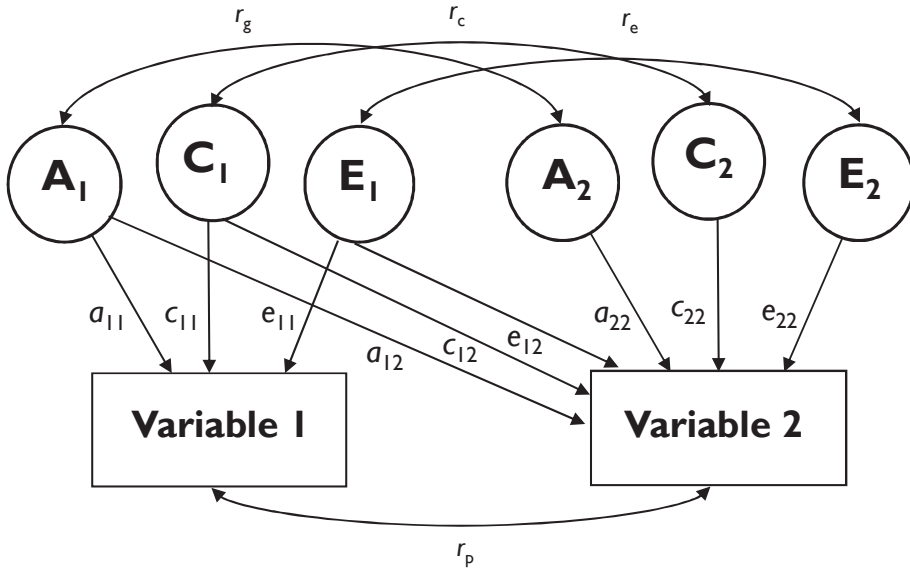 r_g r_c r_e
A_1 C_1 E_1 A_2 C_2 E_2
a_11 c_11 e_11 a_12 c_12 e_12 a_22 c_22 e_22
Variable 1 Variable 2
r_p